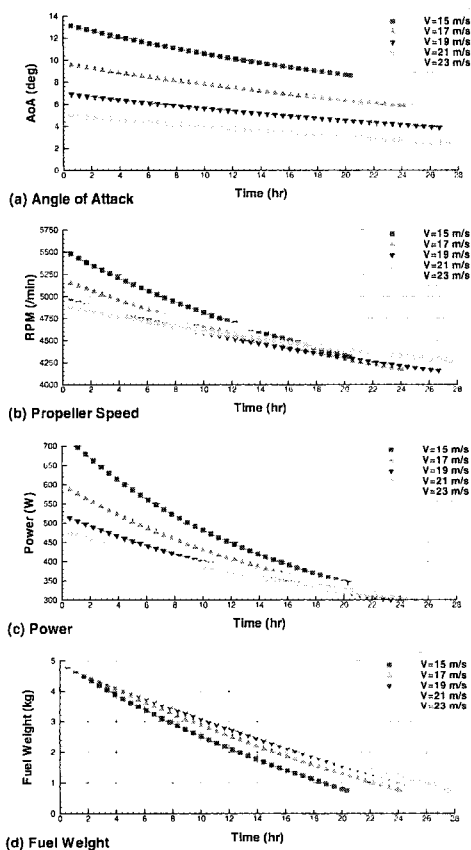 14
12
10
8
6
4
2
0
AoA (deg)
V=15 m/s
V=17 m/s
V=19 m/s
V=21 m/s
V=23 m/s
0 2 4 6 8 10 12 14 16 18 20 22 24 26 28
Time (hr)
(a) Angle of Attack
5750
5500
5250
5000
4750
4500
4250
4000
RPM (/min)
V=15 m/s
V=17 m/s
V=19 m/s
V=21 m/s
V=23 m/s
0 2 4 6 8 10 12 14 16 18 20 22 24 26 28
Time (hr)
(b) Propeller Speed
700
650
600
550
500
450
400
350
300
Power (W)
V=15 m/s
V=17 m/s
V=19 m/s
V=21 m/s
V=23 m/s
0 2 4 6 8 10 12 14 16 18 20 22 24 26 28
Time (hr)
(c) Power
5
4
3
2
1
0
Fuel Weight (kg)
V=15 m/s
V=17 m/s
V=19 m/s
V=21 m/s
V=23 m/s
0 2 4 6 8 10 12 14 16 18 20 22 24 26 28
Time (hr)
(d) Fuel Weight